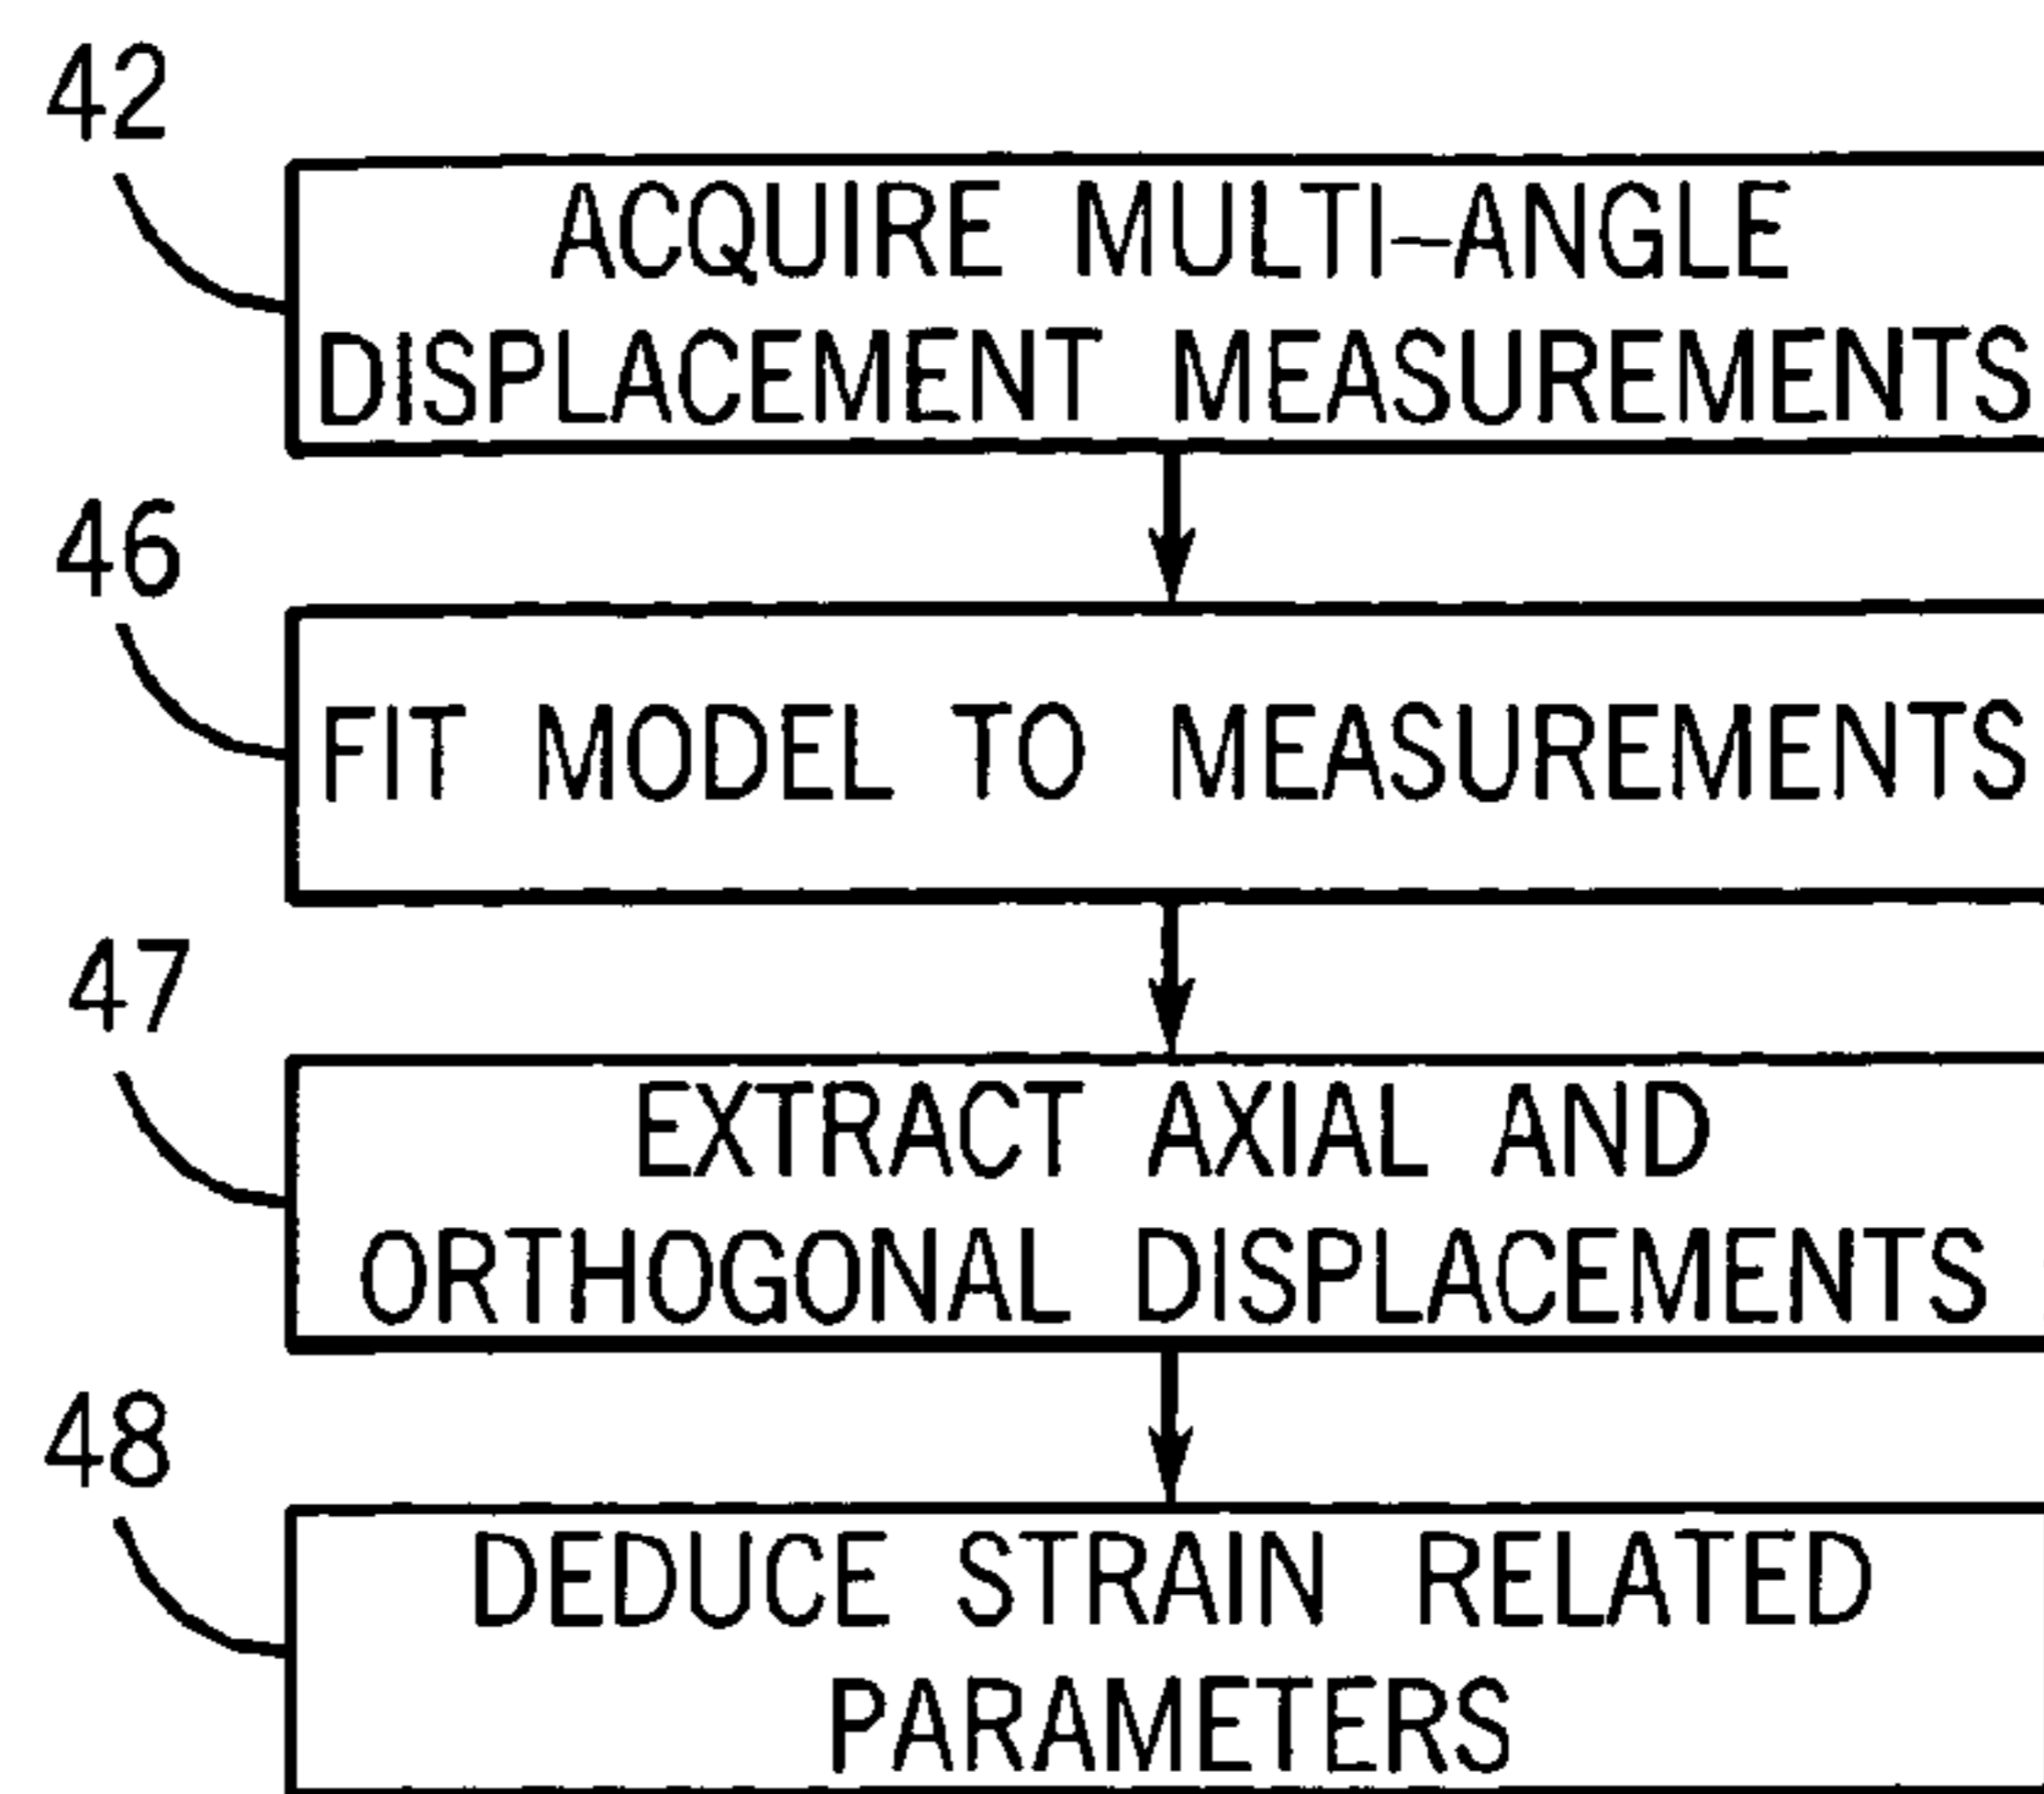 42
ACQUIRE MULTI-ANGLE
DISPLACEMENT MEASUREMENTS
46
FIT MODEL TO MEASUREMENTS
47
EXTRACT AXIAL AND
ORTHOGONAL DISPLACEMENTS
48
DEDUCE STRAIN RELATED
PARAMETERS